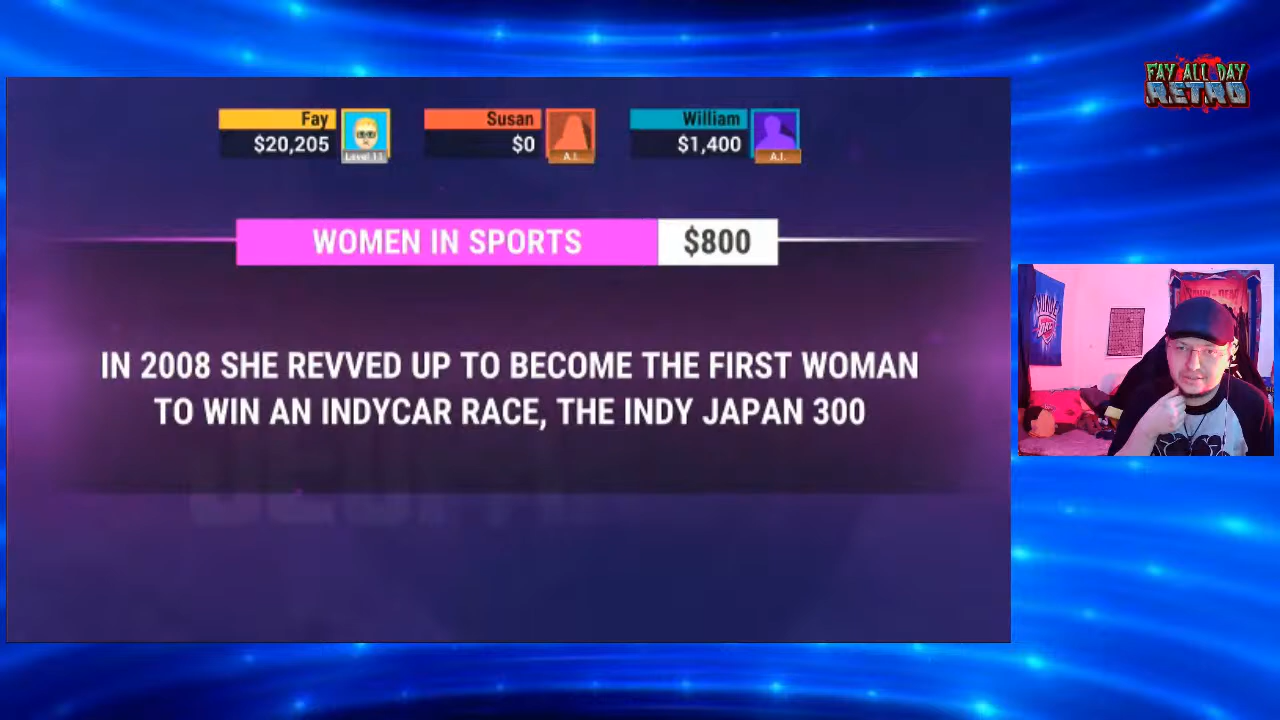 FAY ALL DAY
RETRO
Fay
$20,205
Level 11
Susan
$0
A.I.
William
$1,400
A.I.
WOMEN IN SPORTS $800
IN 2008 SHE REVVED UP TO BECOME THE FIRST WOMAN
TO WIN AN INDYCAR RACE, THE INDY JAPAN 300